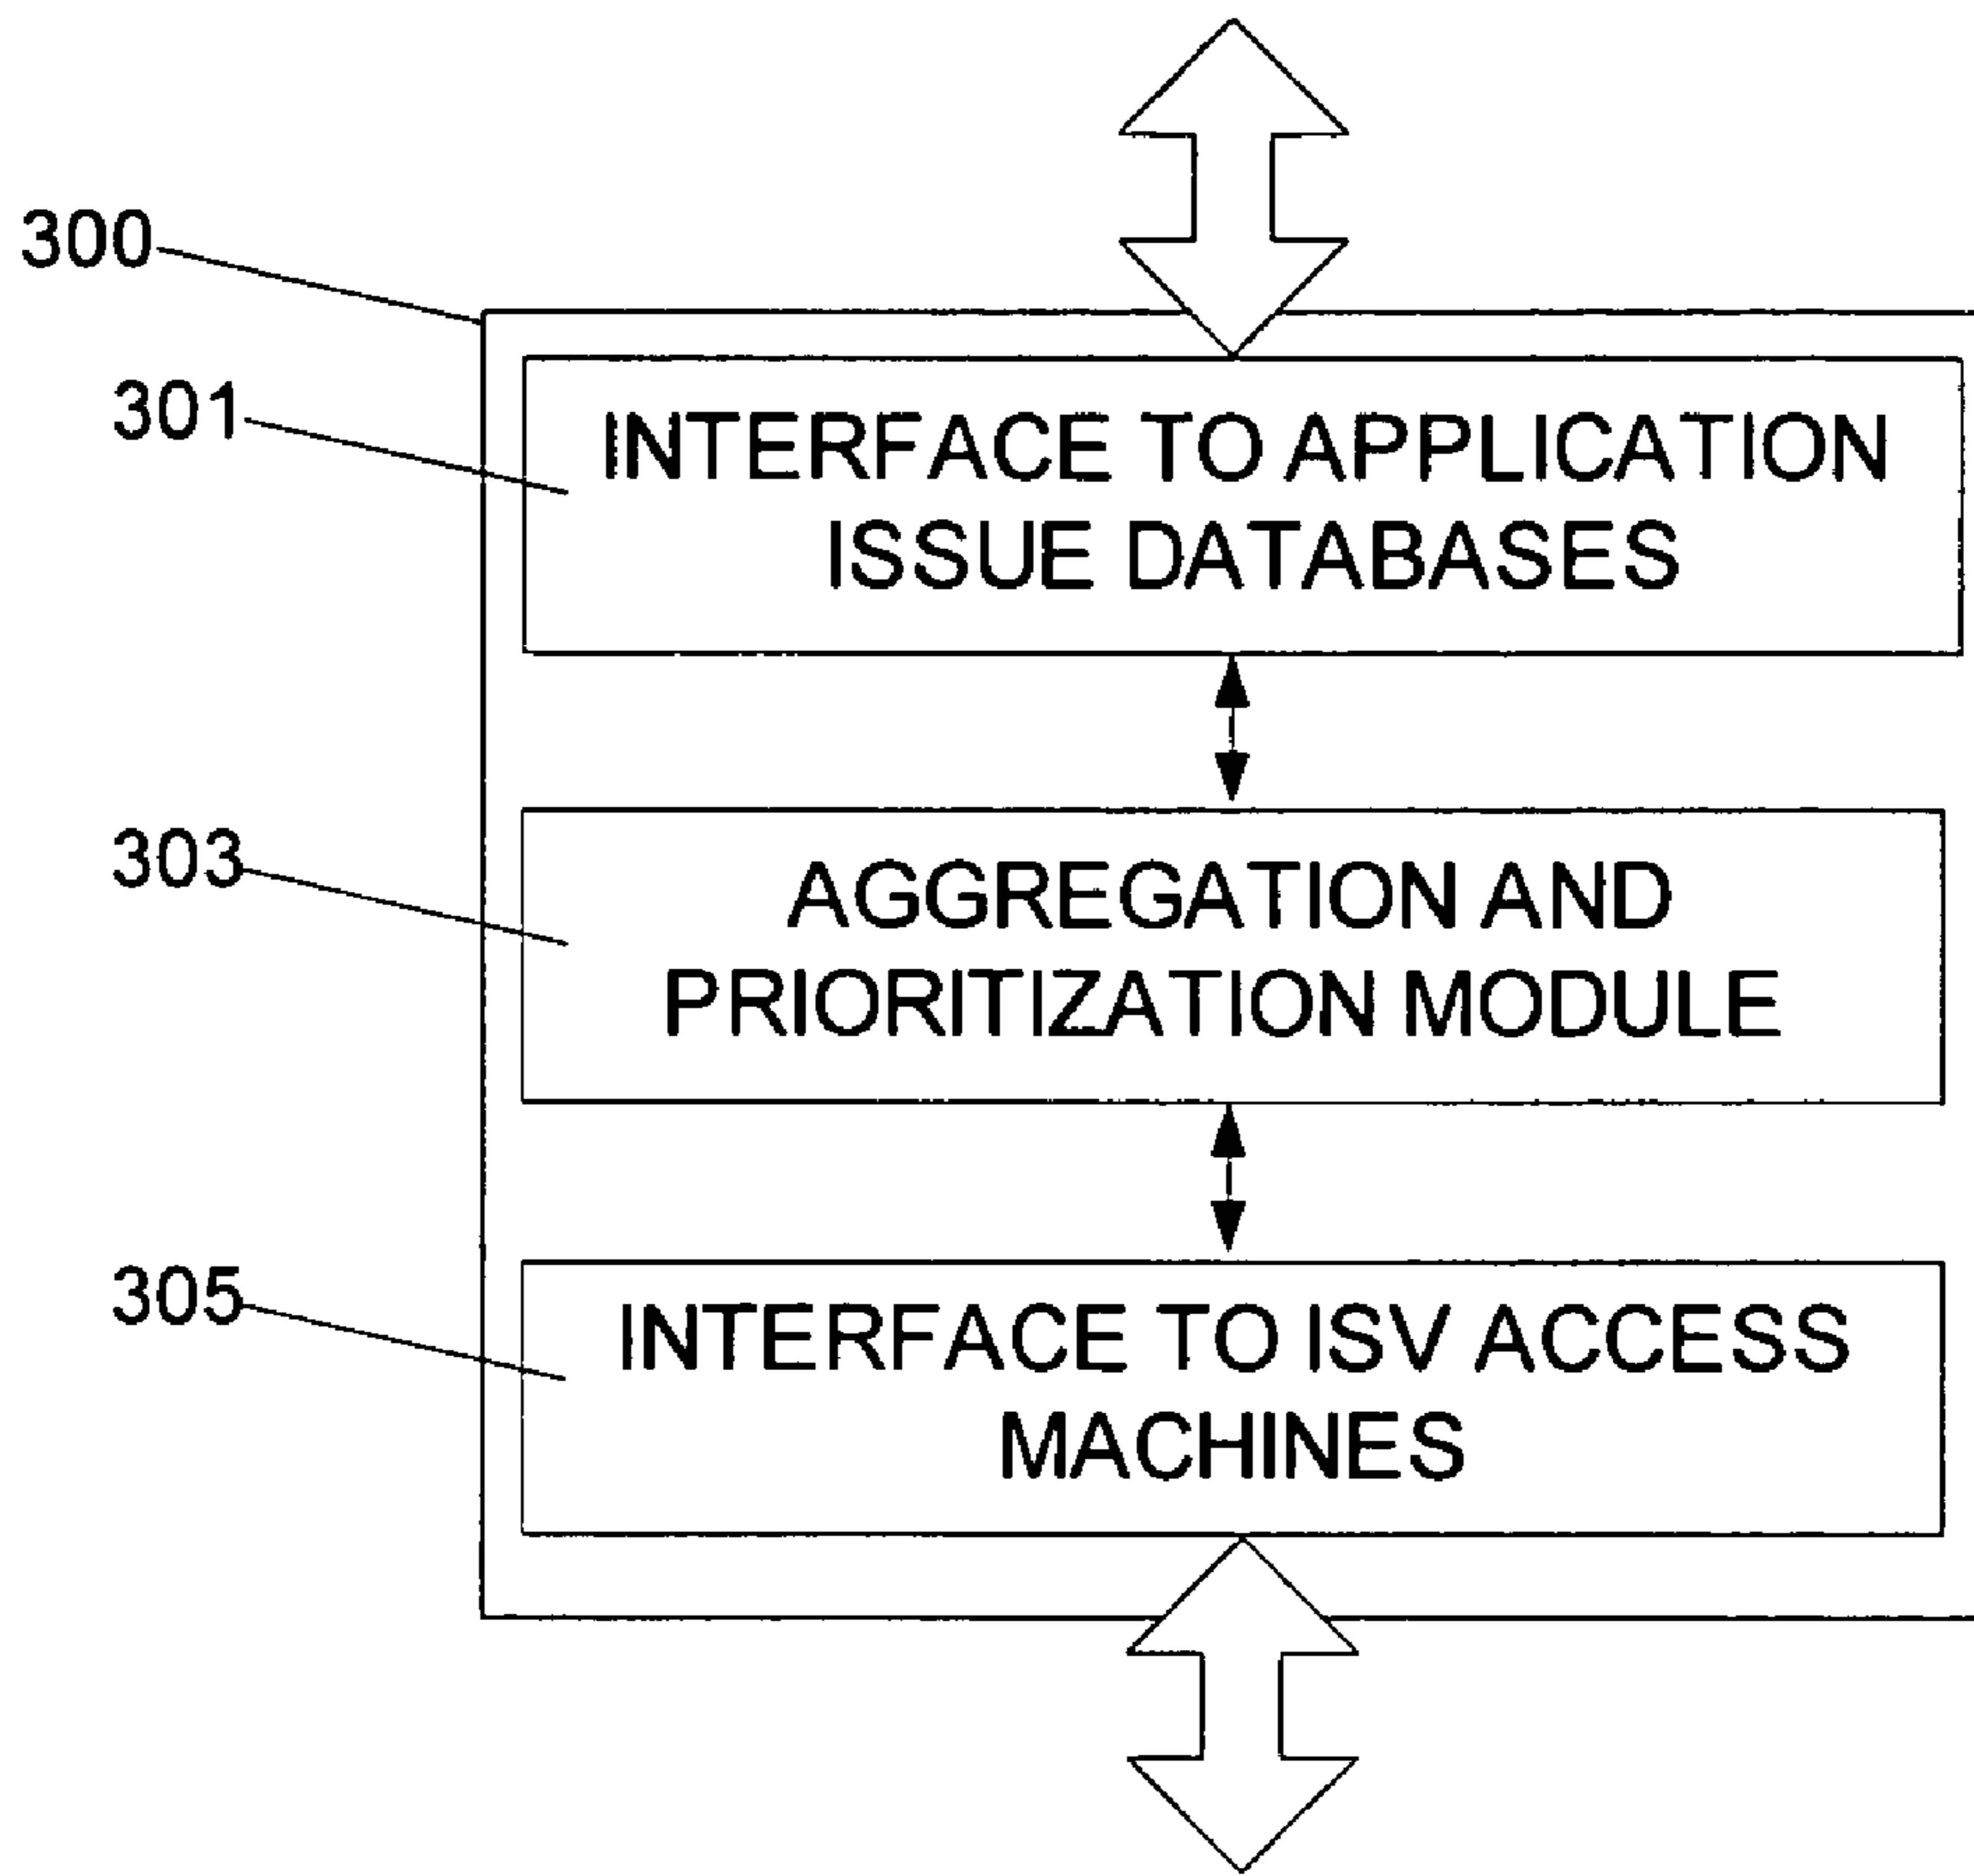 300
301
INTERFACE TO APPLICATION
ISSUE DATABASES
303
AGGREGATION AND
PRIORITIZATION MODULE
305
INTERFACE TO ISV ACCESS
MACHINES